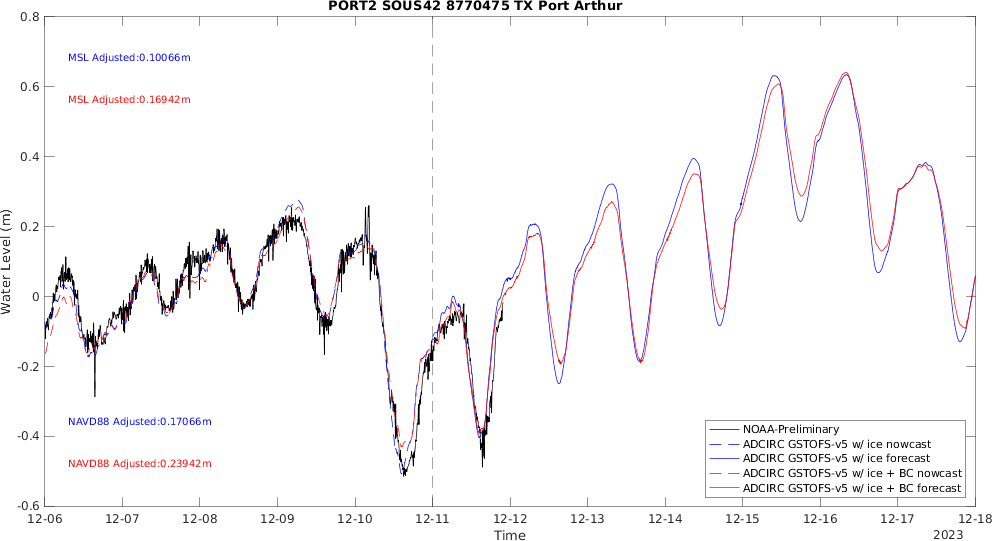 PORT2 SOUS42 8770475 TX Port Arthur
0.8
0.6
0.4
0.2
0
-0.2
-0.4
-0.6
Water Level (m)
MSL Adjusted:0.10066m
MSL Adjusted:0.16942m
NAVD88 Adjusted:0.17066m
NAVD88 Adjusted:0.23942m
NOAA-Preliminary
ADCIRC GSTOFS-v5 w/ ice nowcast
ADCIRC GSTOFS-v5 w/ ice forecast
ADCIRC GSTOFS-v5 w/ ice + BC nowcast
ADCIRC GSTOFS-v5 w/ ice + BC forecast
12-06 12-07 12-08 12-09 12-10 12-11 12-12 12-13 12-14 12-15 12-16 12-17 12-18
Time
2023